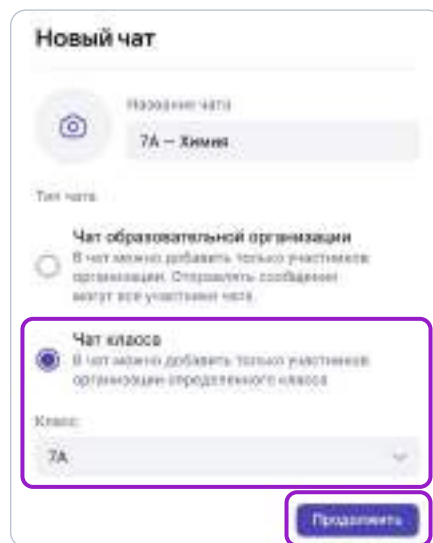 Новый чат
Название чата
7А — Химия
Тип чата
Чат образовательной организации
В чат можно добавить только участников
организации. Отправлять сообщения
могут все участники чата.
Чат класса
В чат можно добавить только участников
организации определенного класса
Класс
7А
Продолжить